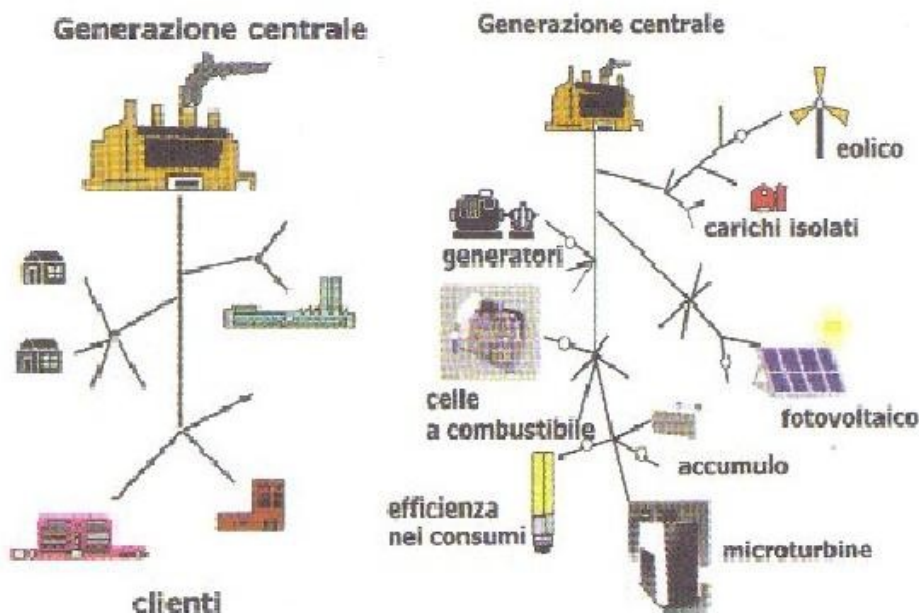 Generazione centrale
clienti
Generazione centrale
eolico
carichi isolati
generatori
fotovoltaico
celle
a combustibile
accumulo
efficienza
nei consumi
microturbine